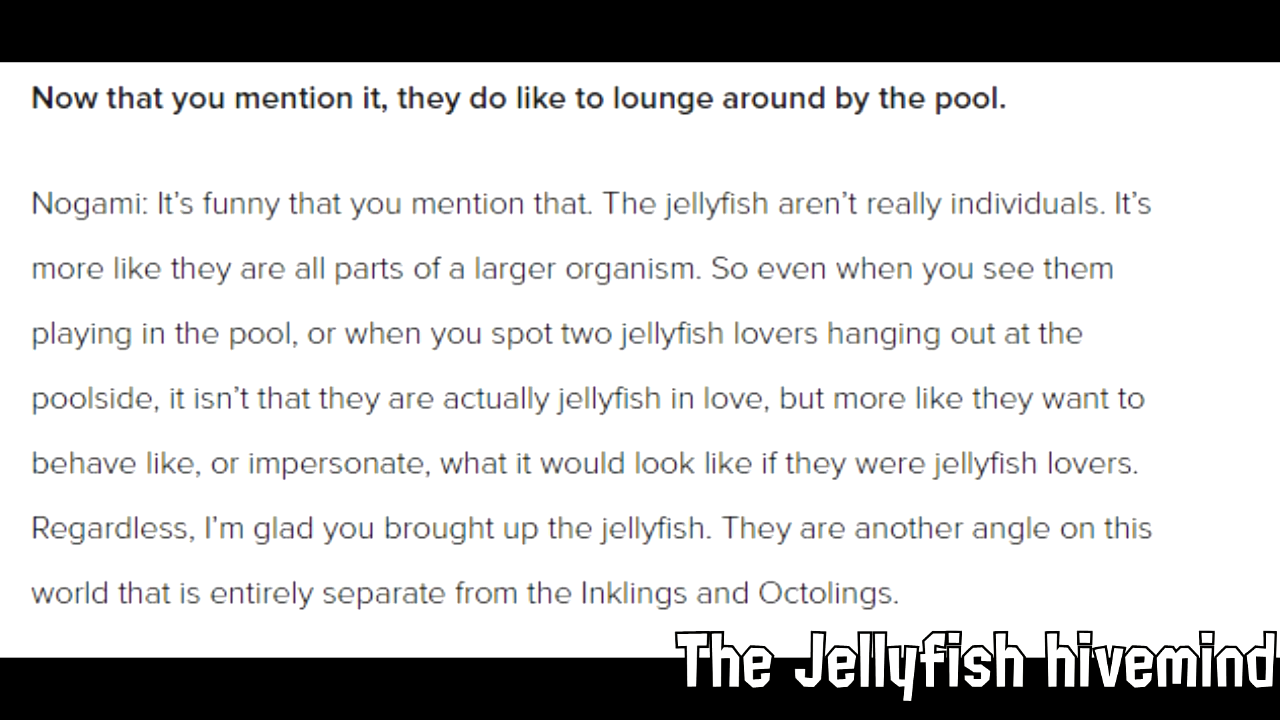 Now that you mention it, they do like to lounge around by the pool.
Nogami: It’s funny that you mention that. The jellyfish aren’t really individuals. It’s
more like they are all parts of a larger organism. So even when you see them
playing in the pool, or when you spot two jellyfish lovers hanging out at the
poolside, it isn’t that they are actually jellyfish in love, but more like they want to
behave like, or impersonate, what it would look like if they were jellyfish lovers.
Regardless, I’m glad you brought up the jellyfish. They are another angle on this
world that is entirely separate from the Inklings and Octolings.
The Jellyfish hivemind